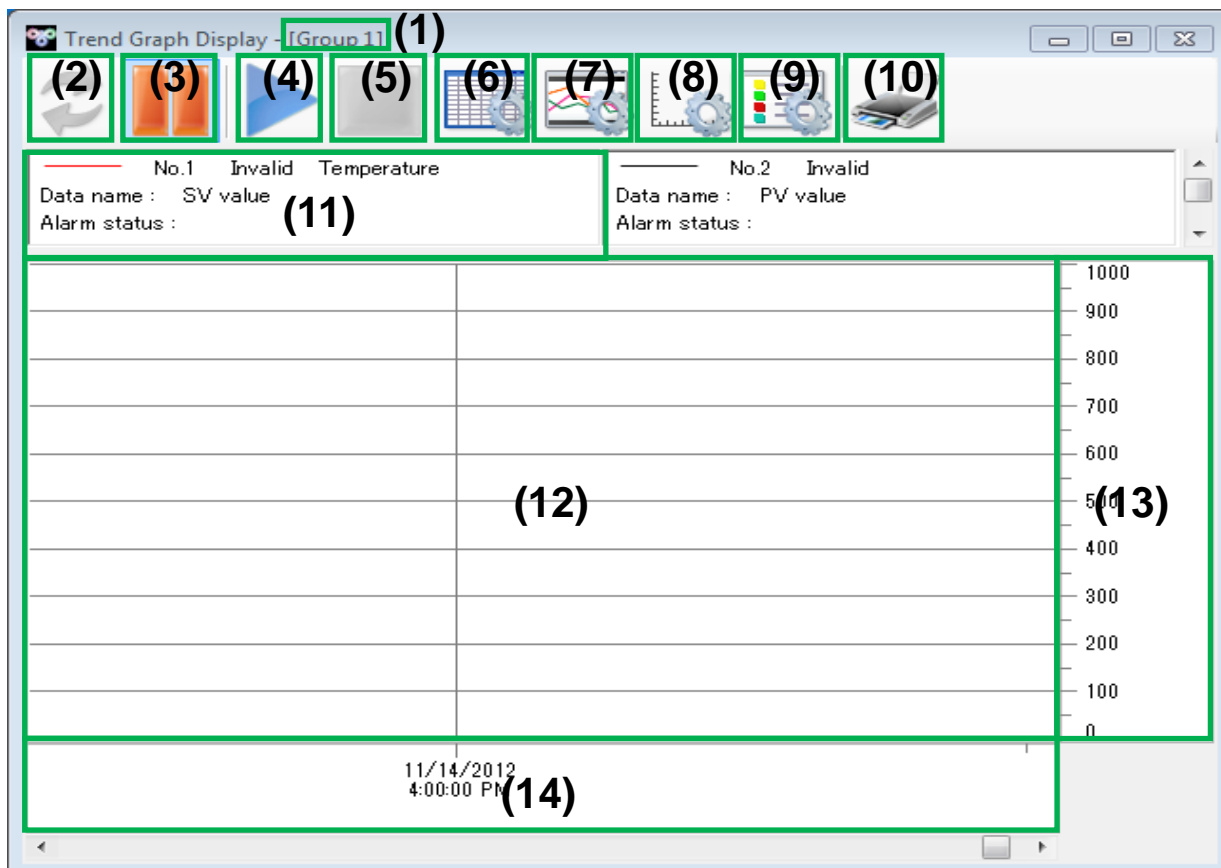 Trend Graph Display - [Group 1] (1)
(2) (3) (4) (5) (6) (7) (8) (9) (10)
No.1 Invalid Temperature
Data name : SV value
Alarm status :
(11)
No.2 Invalid
Data name : PV value
Alarm status :
1000
900
800
700
600
500
400
300
200
100
0
(12)
(13)
11/14/2012
4:00:00 PM
(14)